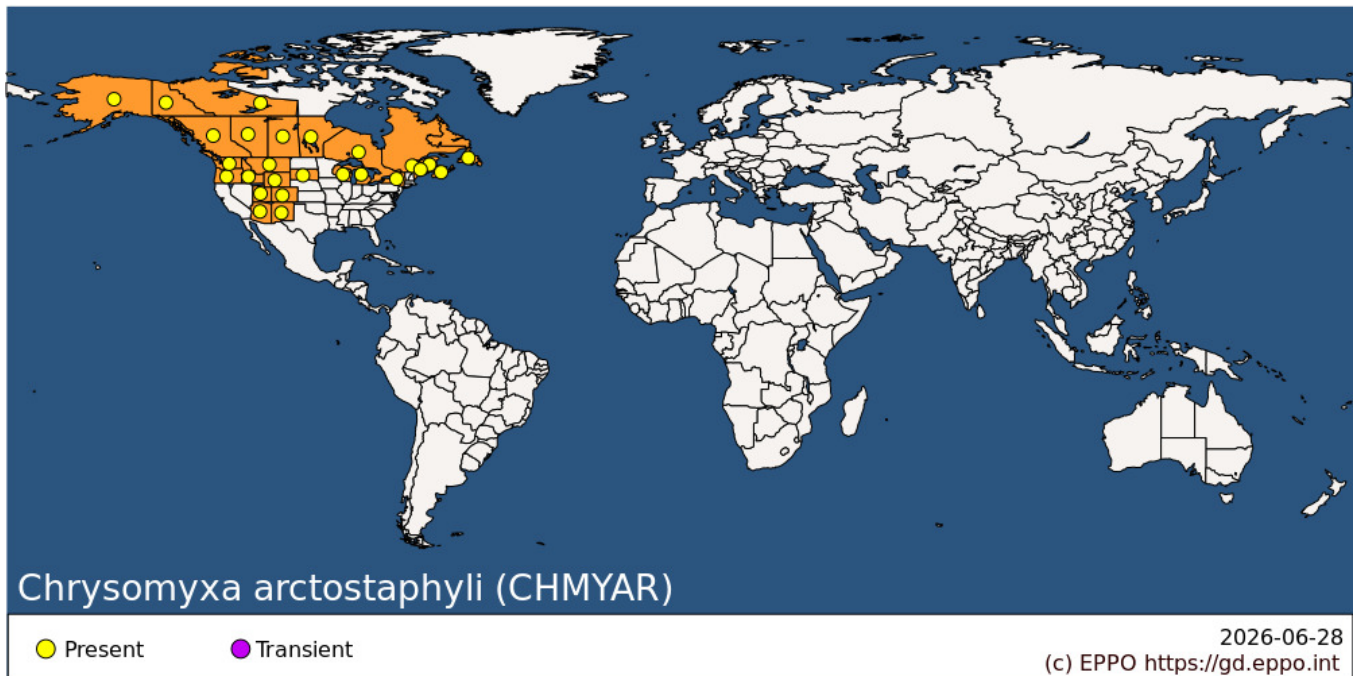 Chrysomyxa arctostaphyli (CHMYAR)
Present
Transient
2026-06-28
(c) EPPO https://gd.eppo.int